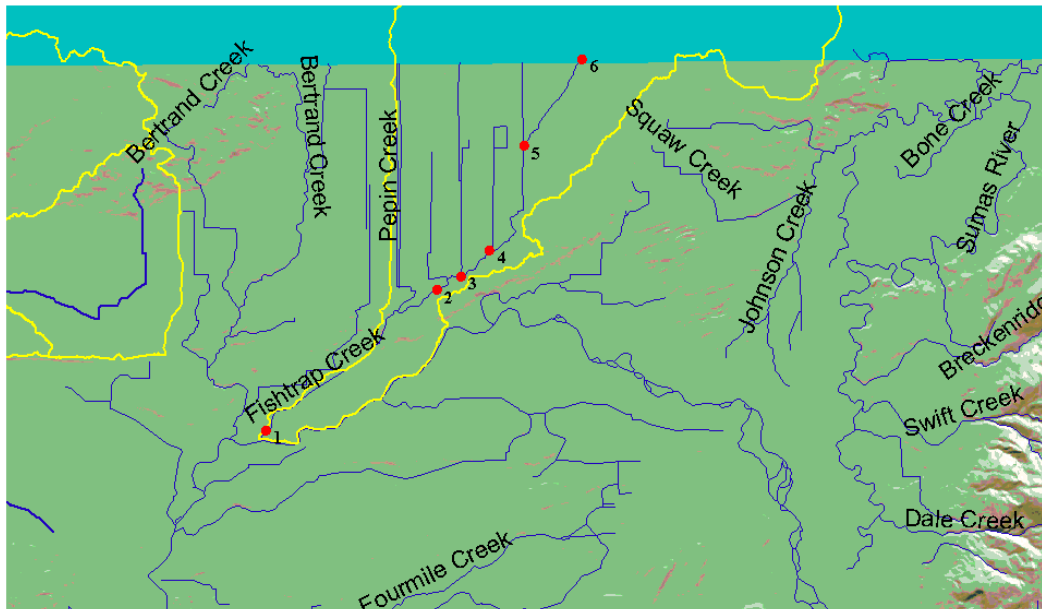 Bertrand Creek
Bertrand Creek
Pepin Creek
6
5
4
3
2
Squaw Creek
Johnson Creek
Bone Creek
Sumas River
Breckenridg
Fishtrap Creek
1
Swift Creek
Dale Creek
Fourmile Creek